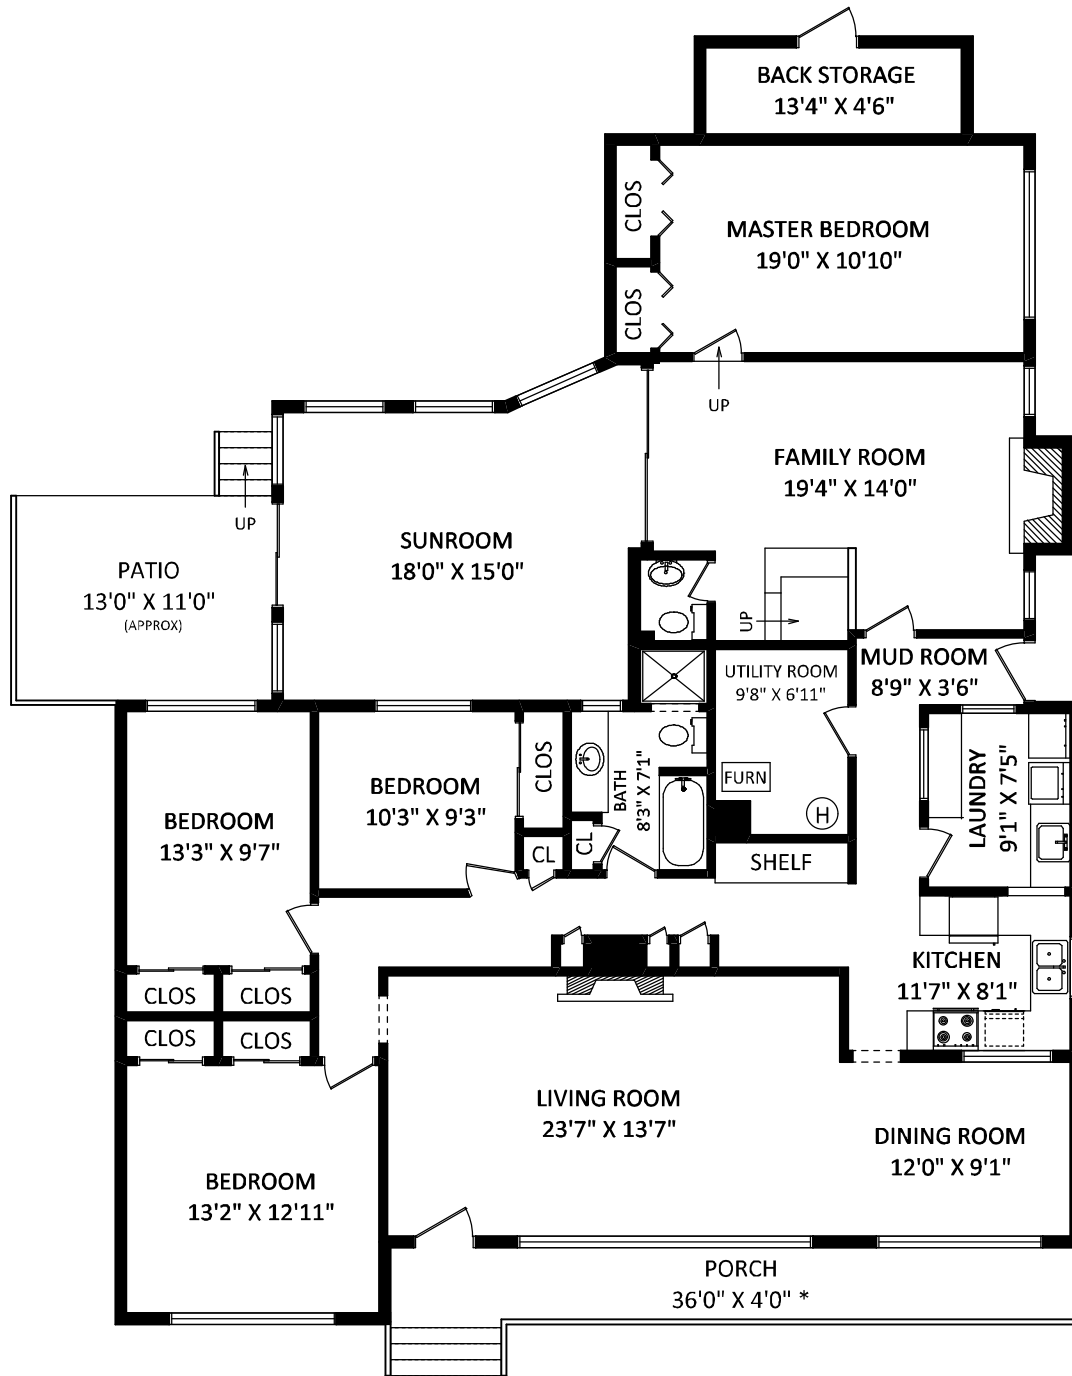 BACK STORAGE
13'4" X 4'6"
CLOS
MASTER BEDROOM
19'0" X 10'10"
CLOS
UP
FAMILY ROOM
19'4" X 14'0"
UP
SUNROOM
18'0" X 15'0"
PATIO
13'0" X 11'0"
(APPROX)
UP
MUD ROOM
8'9" X 3'6"
UTILITY ROOM
9'8" X 6'11"
FURN
H
LAUNDRY
9'1" X 7'5"
BEDROOM
10'3" X 9'3"
CLOS
BATH
8'3" X 7'1"
BEDROOM
13'3" X 9'7"
CL
CL
SHELF
KITCHEN
11'7" X 8'1"
CLOS
CLOS
CLOS
CLOS
LIVING ROOM
23'7" X 13'7"
DINING ROOM
12'0" X 9'1"
BEDROOM
13'2" X 12'11"
PORCH
36'0" X 4'0" *